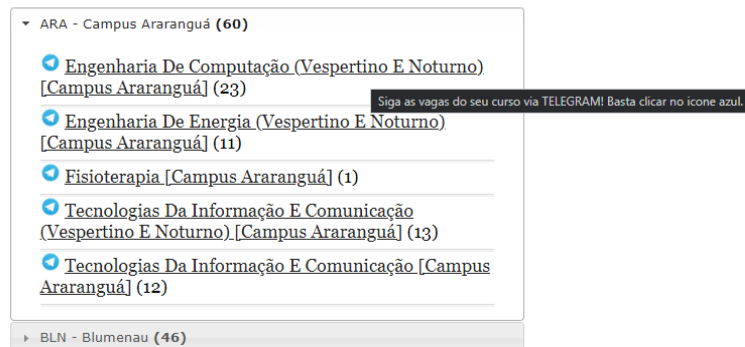 ARA - Campus Araranguá (60)
Engenharia De Computação (Vespertino E Noturno)
[Campus Araranguá] (23)
Siga as vagas do seu curso via TELEGRAM! Basta clicar no icone azul.
Engenharia De Energia (Vespertino E Noturno)
[Campus Araranguá] (11)
Fisioterapia [Campus Araranguá] (1)
Tecnologias Da Informação E Comunicação
(Vespertino E Noturno) [Campus Araranguá] (13)
Tecnologias Da Informação E Comunicação [Campus
Araranguá] (12)
BLN - Blumenau (46)